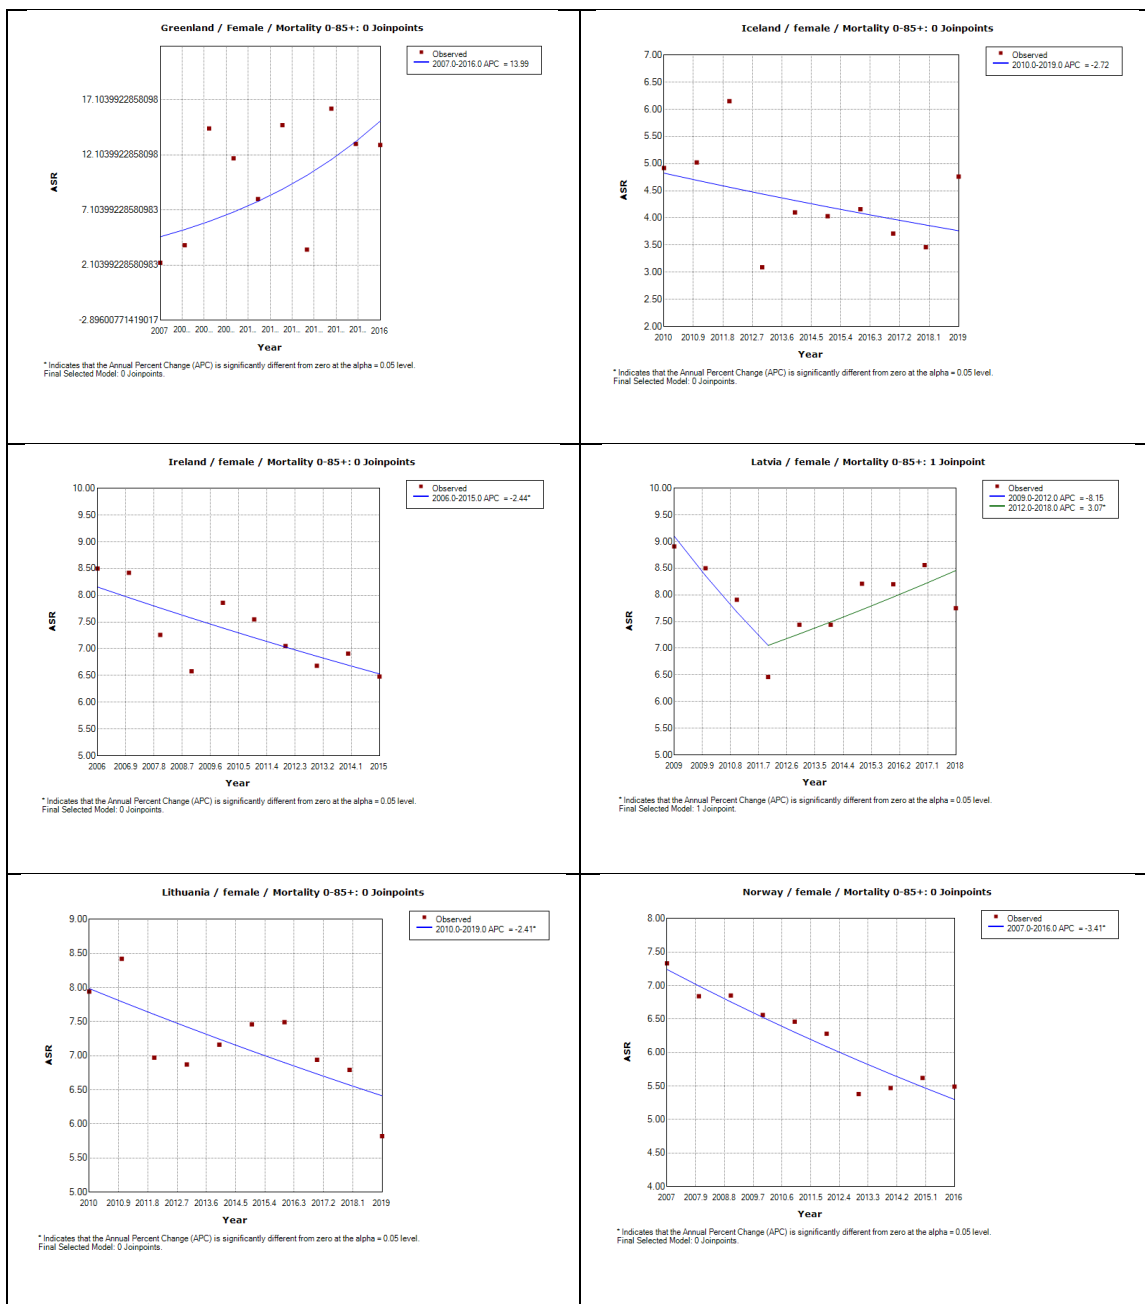 Greenland / Female / Mortality 0-85+: 0 Joinpoints
Observed
2007.0-2016.0 APC = 13.99
17.1039922858098
12.1039922858098
7.10399228580983
2.10399228580983
-2.89600771419017
ASR
2007 200... 200... 200... 201... 201... 201... 201... 201... 2016
Year
* Indicates that the Annual Percent Change (APC) is significantly different from zero at the alpha = 0.05 level.
Final Selected Model: 0 Joinpoints.
Iceland / female / Mortality 0-85+: 0 Joinpoints
Observed
2010.0-2019.0 APC = -2.72
7.00
6.50
6.00
5.50
5.00
4.50
4.00
3.50
3.00
2.50
2.00
ASR
2010 2010.9 2011.8 2012.7 2013.6 2014.5 2015.4 2016.3 2017.2 2018.1 2019
Year
* Indicates that the Annual Percent Change (APC) is significantly different from zero at the alpha = 0.05 level.
Final Selected Model: 0 Joinpoints.
Ireland / female / Mortality 0-85+: 0 Joinpoints
Observed
2006.0-2015.0 APC = -2.44*
10.00
9.50
9.00
8.50
8.00
7.50
7.00
6.50
6.00
5.50
5.00
ASR
2006 2006.9 2007.8 2008.7 2009.6 2010.5 2011.4 2012.3 2013.2 2014.1 2015
Year
* Indicates that the Annual Percent Change (APC) is significantly different from zero at the alpha = 0.05 level.
Final Selected Model: 0 Joinpoints.
Latvia / female / Mortality 0-85+: 1 Joinpoint
Observed
2009.0-2012.0 APC = -8.15
2012.0-2018.0 APC = 3.07*
10.00
9.50
9.00
8.50
8.00
7.50
7.00
6.50
6.00
5.50
5.00
ASR
2009 2009.9 2010.8 2011.7 2012.6 2013.5 2014.4 2015.3 2016.2 2017.1 2018
Year
* Indicates that the Annual Percent Change (APC) is significantly different from zero at the alpha = 0.05 level.
Final Selected Model: 1 Joinpoint.
Lithuania / female / Mortality 0-85+: 0 Joinpoints
Observed
2010.0-2019.0 APC = -2.41*
9.00
8.50
8.00
7.50
7.00
6.50
6.00
5.50
5.00
ASR
2010 2010.9 2011.8 2012.7 2013.6 2014.5 2015.4 2016.3 2017.2 2018.1 2019
Year
* Indicates that the Annual Percent Change (APC) is significantly different from zero at the alpha = 0.05 level.
Final Selected Model: 0 Joinpoints.
Norway / female / Mortality 0-85+: 0 Joinpoints
Observed
2007.0-2016.0 APC = -3.41*
8.00
7.50
7.00
6.50
6.00
5.50
5.00
4.50
4.00
ASR
2007 2007.9 2008.8 2009.7 2010.6 2011.5 2012.4 2013.3 2014.2 2015.1 2016
Year
* Indicates that the Annual Percent Change (APC) is significantly different from zero at the alpha = 0.05 level.
Final Selected Model: 0 Joinpoints.